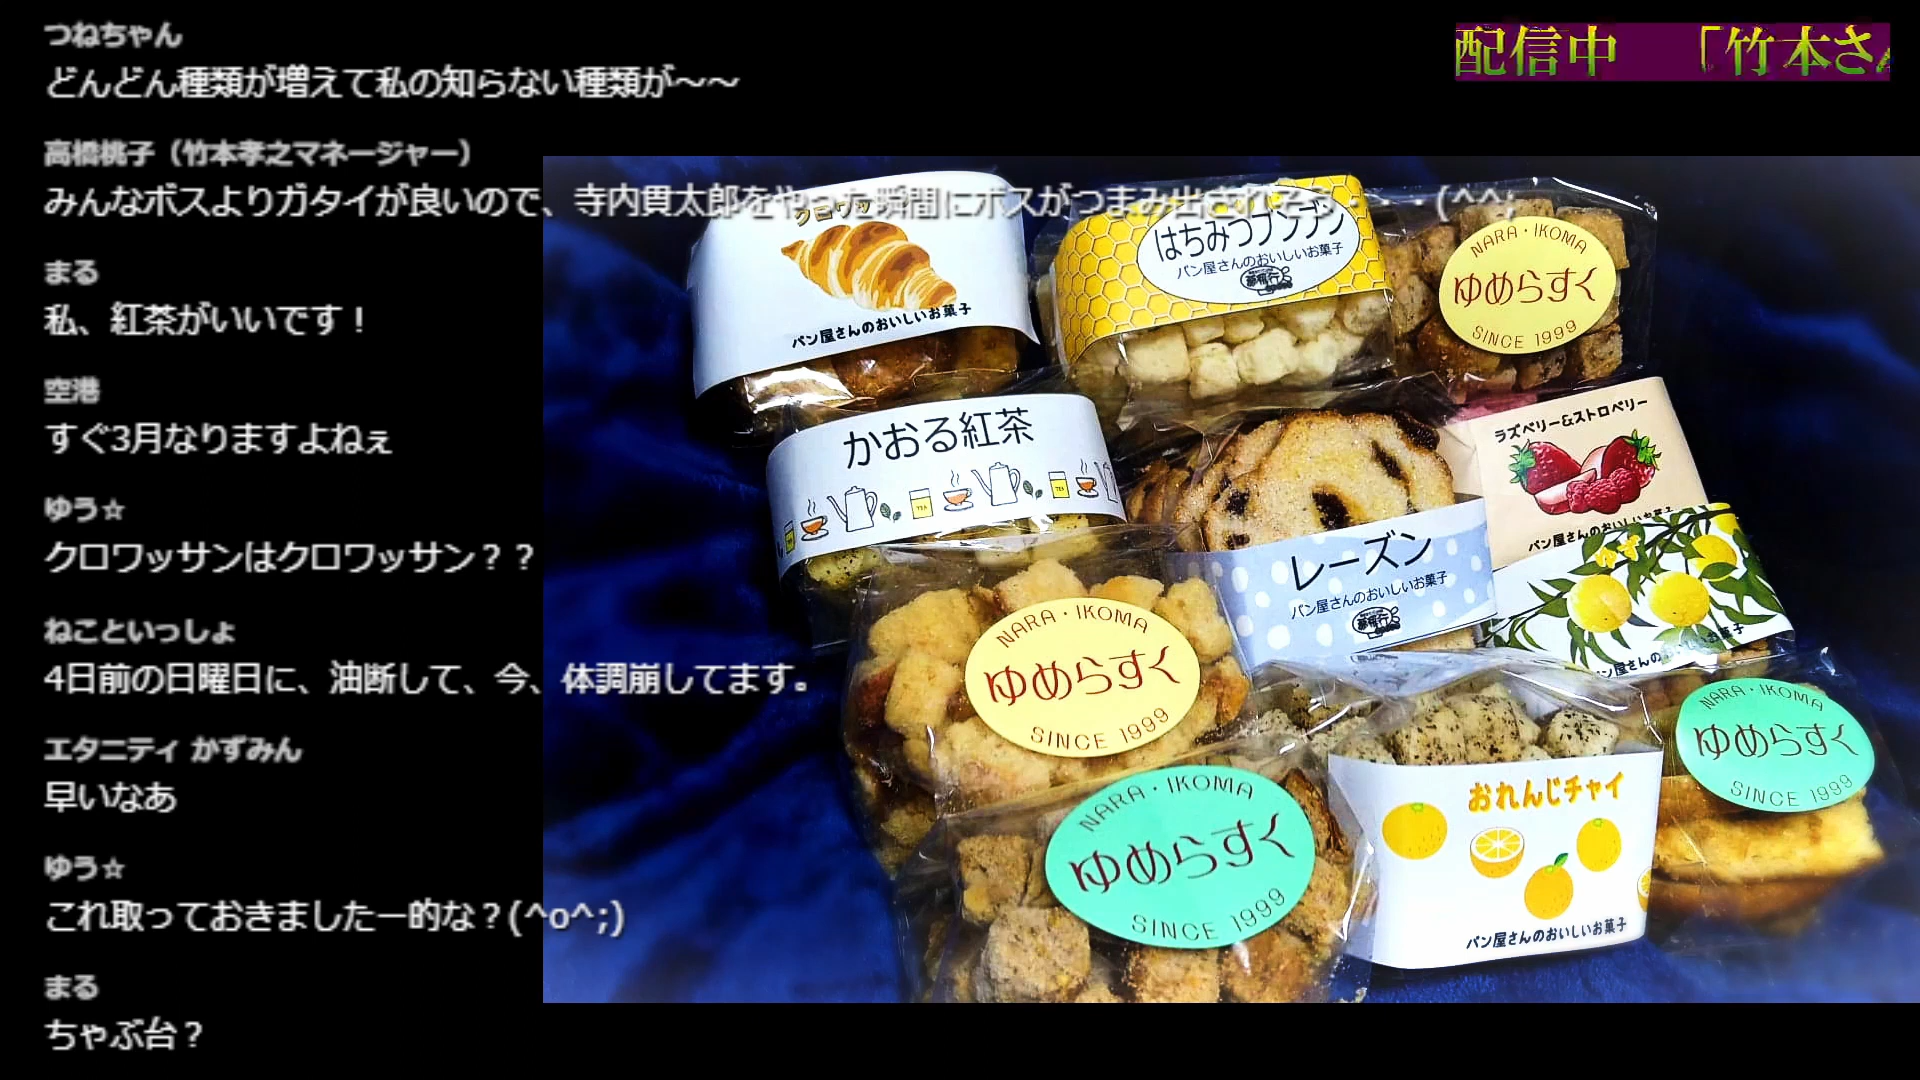 つねちゃん
どんどん種類が増えて私の知らない種類が～～
高橋桃子（竹本孝之マネージャー）
みんなボスよりガタイが良いので、寺内貫太郎をやった瞬間にボスがつまみ出されそう・・・(^^;
まる
私、紅茶がいいです！
空港
すぐ3月なりますよねぇ
ゆう☆
クロワッサンはクロワッサン？？
ねこといっしょ
4日前の日曜日に、油断して、今、体調崩してます。
エタニティ かずみん
早いなあ
ゆう☆
これ取っておきましたー的な？(^o^;)
まる
ちゃぶ台？
配信中 「竹本さ
パン屋さんのおいしいお菓子
はちみつブンブン
パン屋さんのおいしいお菓子
夢飛行
NARA・IKOMA
ゆめらすく
SINCE 1999
かおる紅茶
TEA
TEA
レーズン
パン屋さんのおいしいお菓子
夢飛行
ラズベリー&ストロベリー
パン屋さんのおいしいお菓子
ゆず
NARA・IKOMA
ゆめらすく
SINCE 1999
NARA・IKOMA
ゆめらすく
SINCE 1999
おれんじチャイ
パン屋さんのおいしいお菓子
NARA・IKOMA
ゆめらすく
SINCE 1999